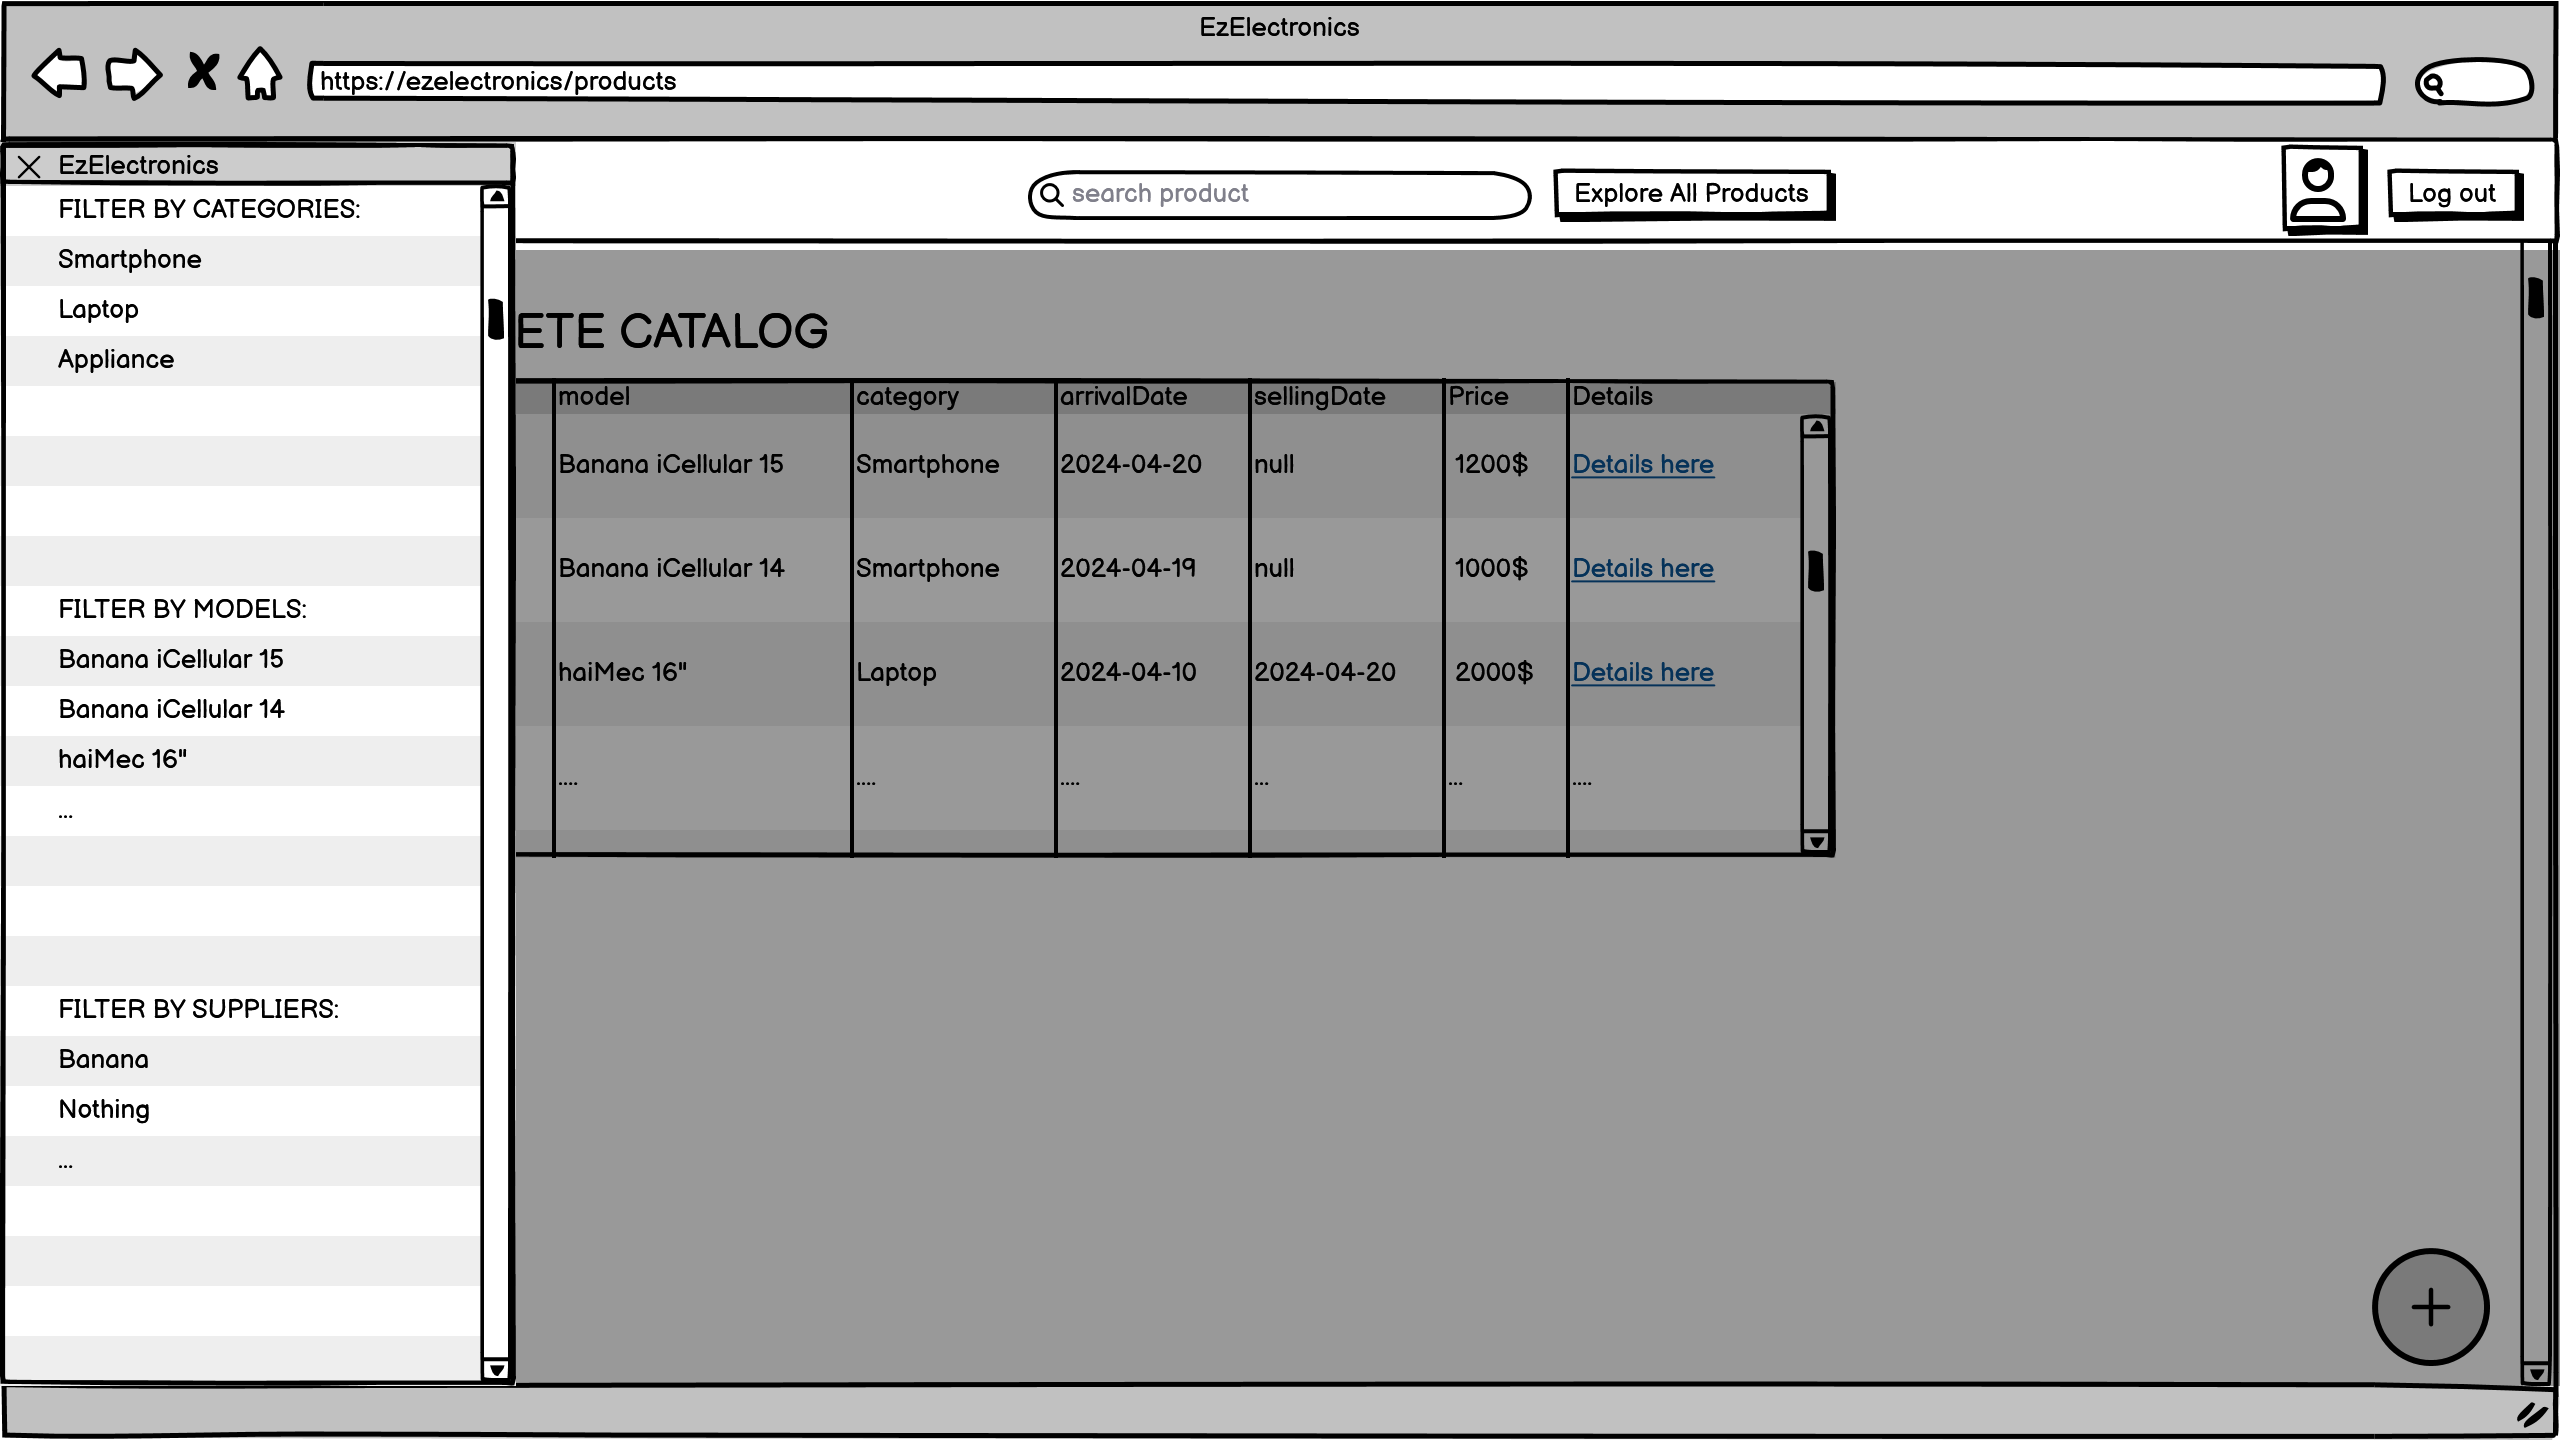 EzElectronics
https://ezelectronics/products
EzElectronics
search product
Explore All Products
Log out
FILTER BY CATEGORIES:
Smartphone
Laptop
Appliance
FILTER BY MODELS:
Banana iCellular 15
Banana iCellular 14
haiMec 16"
...
FILTER BY SUPPLIERS:
Banana
Nothing
...
ETE CATALOG
model category arrivalDate sellingDate Price Details
Banana iCellular 15 Smartphone 2024-04-20 null 1200$ Details here
Banana iCellular 14 Smartphone 2024-04-19 null 1000$ Details here
haiMec 16" Laptop 2024-04-10 2024-04-20 2000$ Details here
.... .... .... ... ... ....